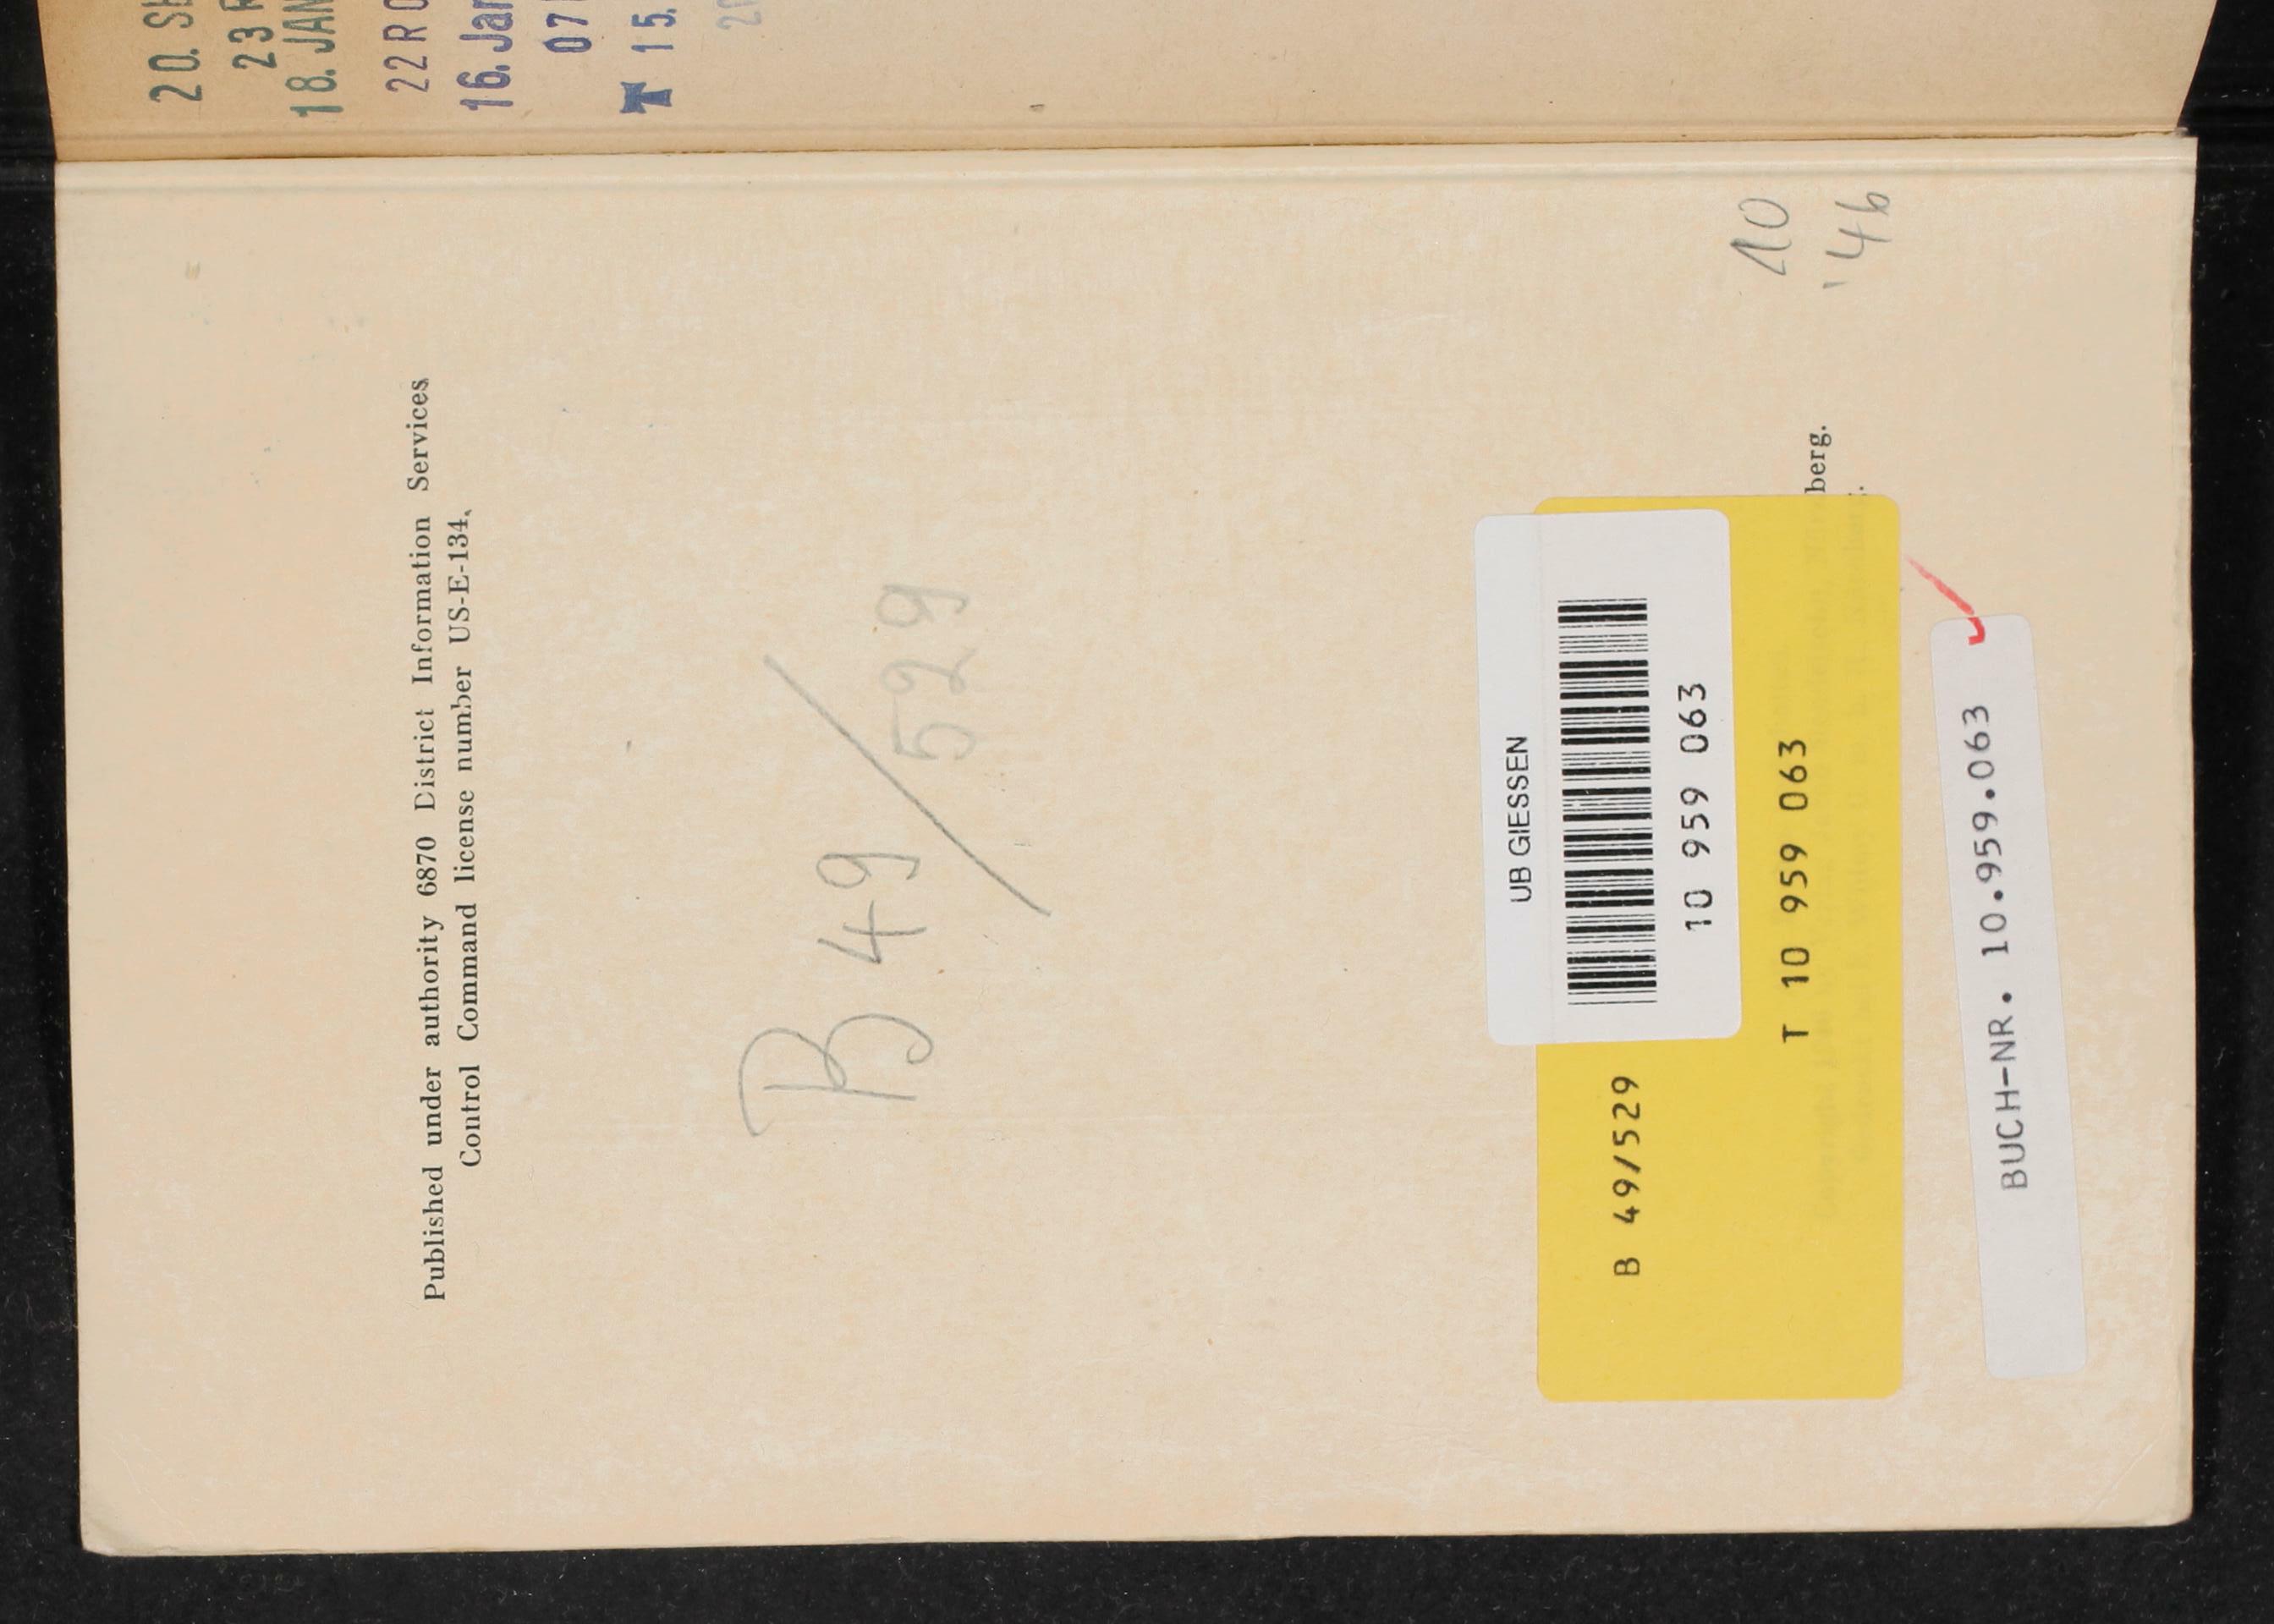 20. S
23 R
18. JAN
22 R 0
16. Jan
07
15.
Published under authority 6870 District Information Services
Control Command license number US-E-134.
B 49/529
UB GIESSEN
10 959 063
B 49/529
T 10 959 063
berg.
BUCH-NR. 10.959.063
10
'46